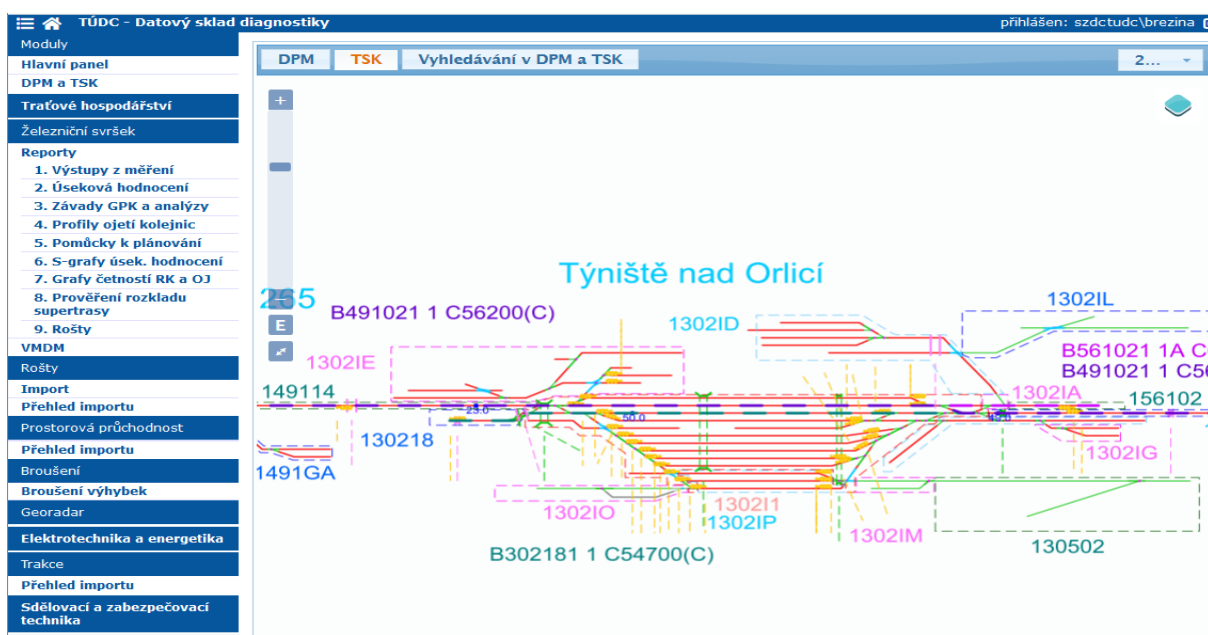 TÚDC - Datový sklad diagnostiky
přihlášen: szdctudc\brezina
Moduly
Hlavní panel
DPM a TSK
Traťové hospodářství
Železniční svršek
Reporty
1. Výstupy z měření
2. Úseková hodnocení
3. Závady GPK a analýzy
4. Profily ojetí kolejnic
5. Pomůcky k plánování
6. S-grafy úsek. hodnocení
7. Grafy četností RK a OJ
8. Prověření rozkladu
supertrasy
9. Rošty
VMDM
Rošty
Import
Přehled importu
Prostorová průchodnost
Přehled importu
Broušení
Broušení výhybek
Georadar
Elektrotechnika a energetika
Trakce
Přehled importu
Sdělovací a zabezpečovací
technika
DPM
TSK
Vyhledávání v DPM a TSK
2...
+
E
Týniště nad Orlicí
265
B491021 1 C56200(C)
1302ID
1302IL
1302IE
B561021 1A C
B491021 1 C56
149114
1302IA
156102
25.0
50.0
49.0
130218
1491GA
1302IG
1302IO
1302I1
1302IP
1302IM
130502
B302181 1 C54700(C)